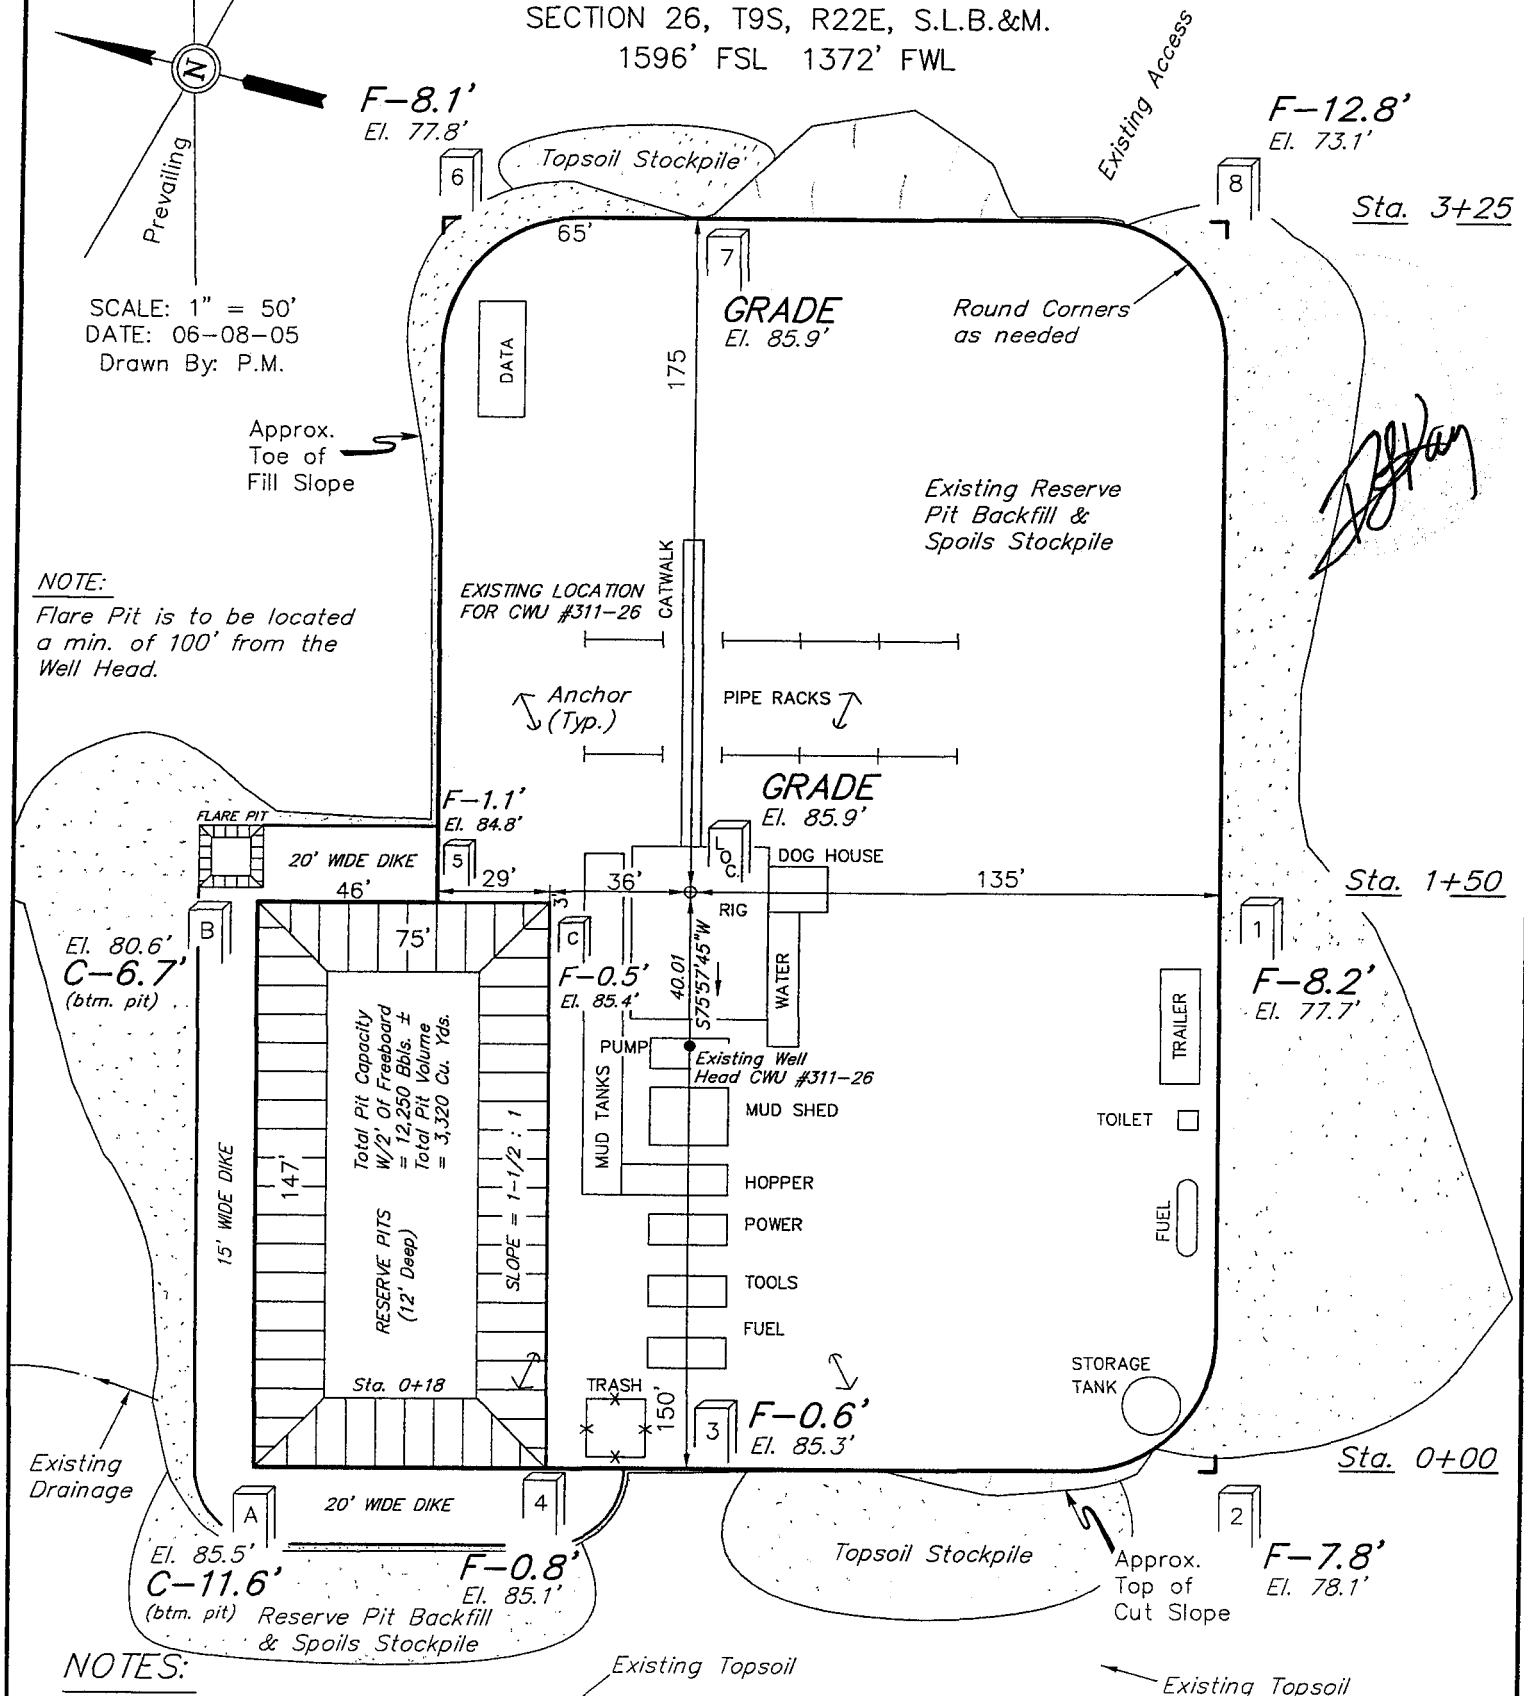 SECTION 26, T9S, R22E, S.L.B.&M.
1596' FSL 1372' FWL
N
Prevailing
F-8.1'
El. 77.8'
6
Topsoil Stockpile
Existing Access
F-12.8'
El. 73.1'
8
Sta. 3+25
65'
7
GRADE
El. 85.9'
175
Round Corners
as needed
SCALE: 1" = 50'
DATE: 06-08-05
Drawn By: P.M.
DATA
Approx.
Toe of
Fill Slope
Existing Reserve
Pit Backfill &
Spoils Stockpile
NOTE:
Flare Pit is to be located
a min. of 100' from the
Well Head.
EXISTING LOCATION
FOR CWU #311-26
CATWALK
Anchor
(Typ.)
PIPE RACKS
GRADE
El. 85.9'
F-1.1'
El. 84.8'
FLARE PIT
20' WIDE DIKE
5
LOC.
DOG HOUSE
46'
29'
3'
36'
135'
RIG
Sta. 1+50
B
El. 80.6'
C-6.7'
(btm. pit)
75'
C
F-0.5'
El. 85.4'
40.01
S75°57'45"W
WATER
1
F-8.2'
El. 77.7'
TRAILER
Total Pit Capacity
W/2' Of Freeboard
= 12,250 Bbls. ±
Total Pit Volume
= 3,320 Cu. Yds.
PUMP
Existing Well
Head CWU #311-26
MUD TANKS
MUD SHED
TOILET
15' WIDE DIKE
147'
RESERVE PITS
(12' Deep)
SLOPE = 1-1/2 : 1
HOPPER
POWER
FUEL
TOOLS
FUEL
Sta. 0+18
TRASH
150'
3
F-0.6'
El. 85.3'
STORAGE
TANK
Sta. 0+00
Existing
Drainage
A
20' WIDE DIKE
4
2
El. 85.5'
C-11.6'
(btm. pit)
F-0.8'
El. 85.1'
Topsoil Stockpile
Approx.
Top of
Cut Slope
F-7.8'
El. 78.1'
Reserve Pit Backfill
& Spoils Stockpile
NOTES:
Existing Topsoil
Existing Topsoil